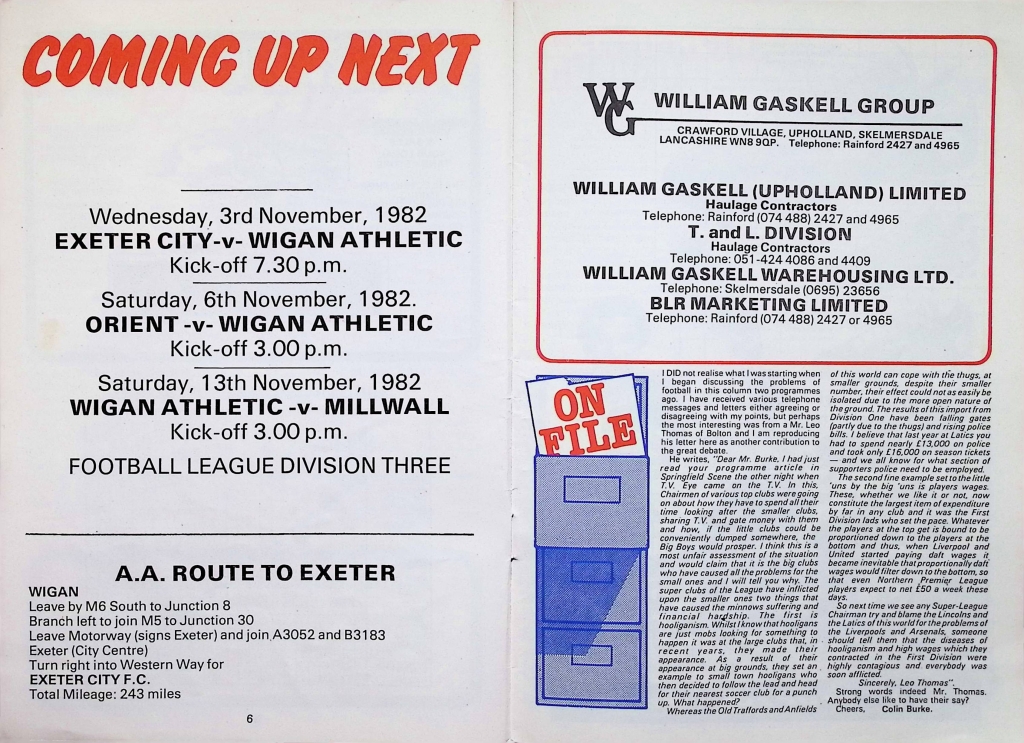 COMING UP NEXT
Wednesday, 3rd November, 1982
EXETER CITY-v- WIGAN ATHLETIC
Kick-off 7.30 p.m.
Saturday, 6th November, 1982.
ORIENT -v- WIGAN ATHLETIC
Kick-off 3.00 p.m.
Saturday, 13th November, 1982
WIGAN ATHLETIC -v- MILLWALL
Kick-off 3.00 p.m.
FOOTBALL LEAGUE DIVISION THREE
A.A. ROUTE TO EXETER
WIGAN
Leave by M6 South to Junction 8
Branch left to join M5 to Junction 30
Leave Motorway (signs Exeter) and join A3052 and B3183
Exeter (City Centre)
Turn right into Western Way for
EXETER CITY F.C.
Total Mileage: 243 miles
6
WG
WILLIAM GASKELL GROUP
CRAWFORD VILLAGE, UPHOLLAND, SKELMERSDALE
LANCASHIRE WN8 9QP. Telephone: Rainford 2427 and 4965
WILLIAM GASKELL (UPHOLLAND) LIMITED
Haulage Contractors
Telephone: Rainford (074 488) 2427 and 4965
T. and L. DIVISION
Haulage Contractors
Telephone: 051-424 4086 and 4409
WILLIAM GASKELL WAREHOUSING LTD.
Telephone: Skelmersdale (0695) 23656
BLR MARKETING LIMITED
Telephone: Rainford (074 488) 2427 or 4965
ON
FILE
I DID not realise what I was starting when
I began discussing the problems of
football in this column two programmes
ago. I have received various telephone
messages and letters either agreeing or
disagreeing with my points, but perhaps
the most interesting was from a Mr. Leo
Thomas of Bolton and I am reproducing
his letter here as another contribution to
the great debate.
He writes, "Dear Mr. Burke, I had just
read your programme article in
Springfield Scene the other night when
T.V. Eye came on the T.V. In this,
Chairmen of various top clubs were going
on about how they have to spend all their
time looking after the smaller clubs,
sharing T.V. and gate money with them
and how, if the little clubs could be
conveniently dumped somewhere, the
Big Boys would prosper. I think this is a
most unfair assessment of the situation
and would claim that it is the big clubs
who have caused all the problems for the
small ones and I will tell you why. The
super clubs of the League have inflicted
upon the smaller ones two things that
have caused the minnows suffering and
financial hardship. The first is
hooliganism. Whilst I know that hooligans
are just mobs looking for something to
happen it was at the large clubs that, in
recent years, they made their
appearance. As a result of their
appearance at big grounds, they set an
example to small town hooligans who
then decided to follow the lead and head
for their nearest soccer club for a punch
up. What happened?
Whereas the Old Traffords and Anfields
of this world can cope with the thugs, at
smaller grounds, despite their smaller
number, their effect could not as easily be
isolated due to the more open nature of
the ground. The results of this import from
Division One have been falling gates
(partly due to the thugs) and rising police
bills. I believe that last year at Latics you
had to spend nearly £13,000 on police
and took only £16,000 on season tickets
— and we all know for what section of
supporters police need to be employed.
The second fine example set to the little
'uns by the big 'uns is players wages.
These, whether we like it or not, now
constitute the largest item of expenditure
by far in any club and it was the First
Division lads who set the pace. Whatever
the players at the top get is bound to be
proportioned down to the players at the
bottom and thus, when Liverpool and
United started paying daft wages it
became inevitable that proportionally daft
wages would filter down to the bottom, so
that even Northern Premier League
players expect to net £50 a week these
days.
So next time we see any Super-League
Chairman try and blame the Lincolns and
the Latics of this world for the problems of
the Liverpools and Arsenals, someone
should tell them that the diseases of
hooliganism and high wages which they
contracted in the First Division were
highly contagious and everybody was
soon afflicted.
Sincerely, Leo Thomas".
Strong words indeed Mr. Thomas.
Anybody else like to have their say?
Cheers, Colin Burke.